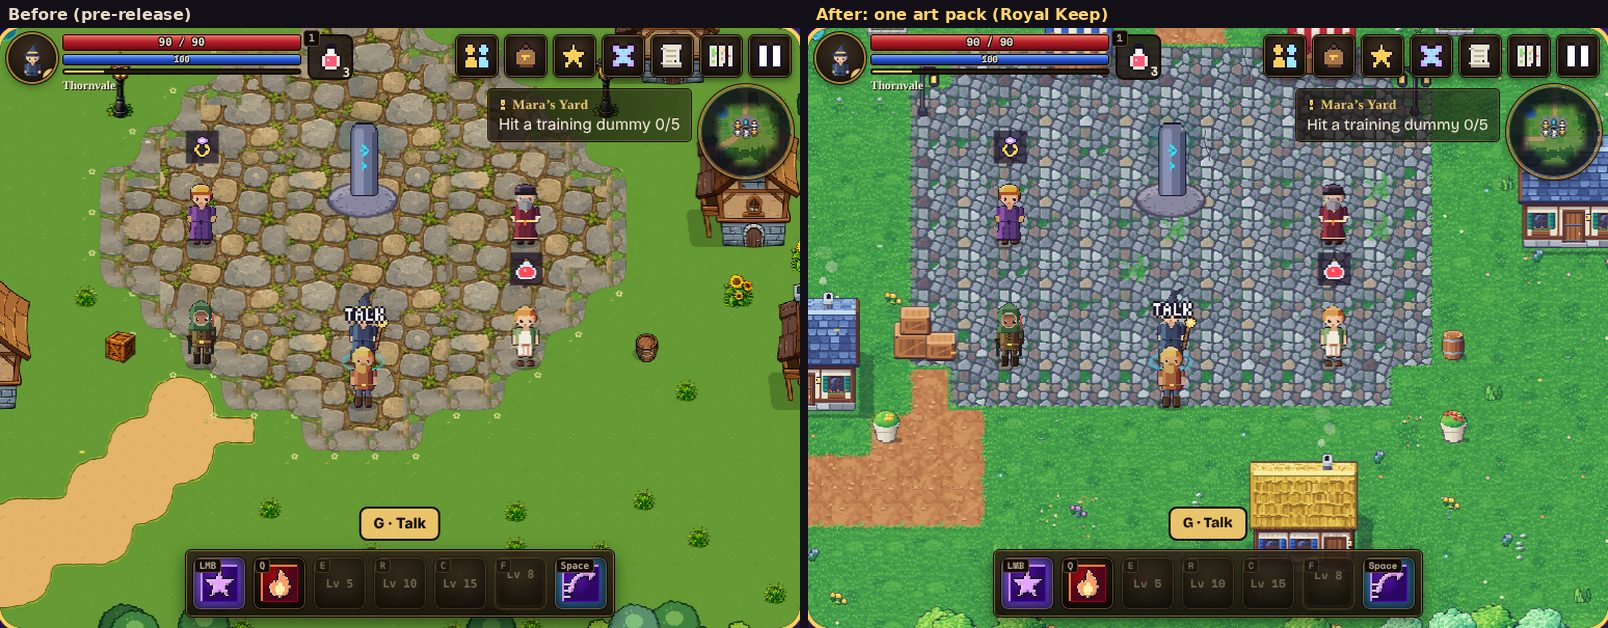 Before (pre-release)
90 / 90
100
Thornvale
1
3
! Mara's Yard
Hit a training dummy 0/5
TALK
G · Talk
LMB
Q
E
R
C
F
Space
Lv 5
Lv 10
Lv 15
Lv 8
After: one art pack (Royal Keep)
90 / 90
100
Thornvale
1
3
! Mara's Yard
Hit a training dummy 0/5
TALK
G · Talk
LMB
Q
E
R
C
F
Space
Lv 5
Lv 10
Lv 15
Lv 8